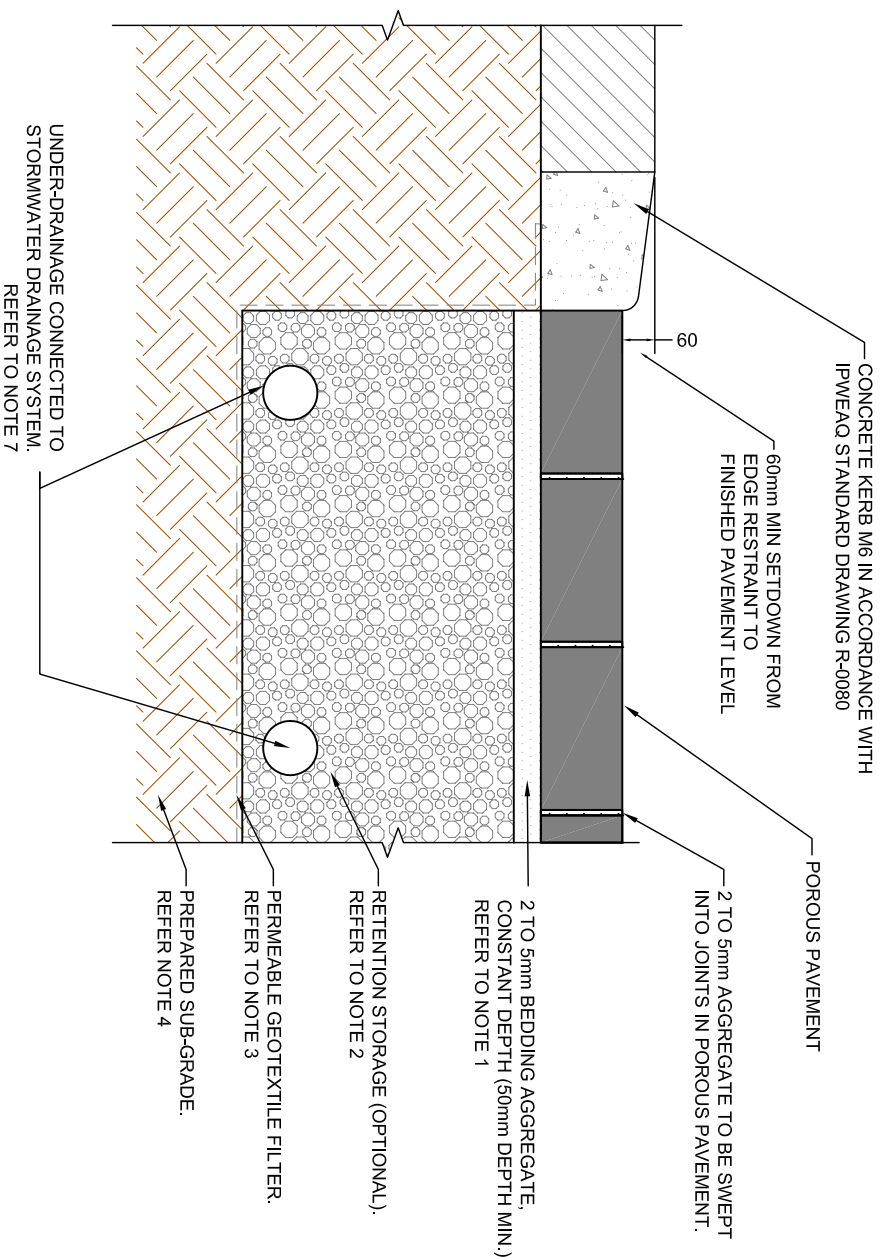 CONCRETE KERB M6 IN ACCORDANCE WITH
IPWEAQ STANDARD DRAWING R-0080
60mm MIN SETDOWN FROM
EDGE RESTRAINT TO
FINISHED PAVEMENT LEVEL
60
POROUS PAVEMENT
2 TO 5mm AGGREGATE TO BE SWEPT
INTO JOINTS IN POROUS PAVEMENT.
2 TO 5mm BEDDING AGGREGATE,
CONSTANT DEPTH (50mm DEPTH MIN.)
REFER TO NOTE 1
RETENTION STORAGE (OPTIONAL).
REFER TO NOTE 2
PERMEABLE GEOTEXTILE FILTER.
REFER TO NOTE 3
PREPARED SUB-GRADE.
REFER NOTE 4
UNDER-DRAINAGE CONNECTED TO
STORMWATER DRAINAGE SYSTEM.
REFER TO NOTE 7